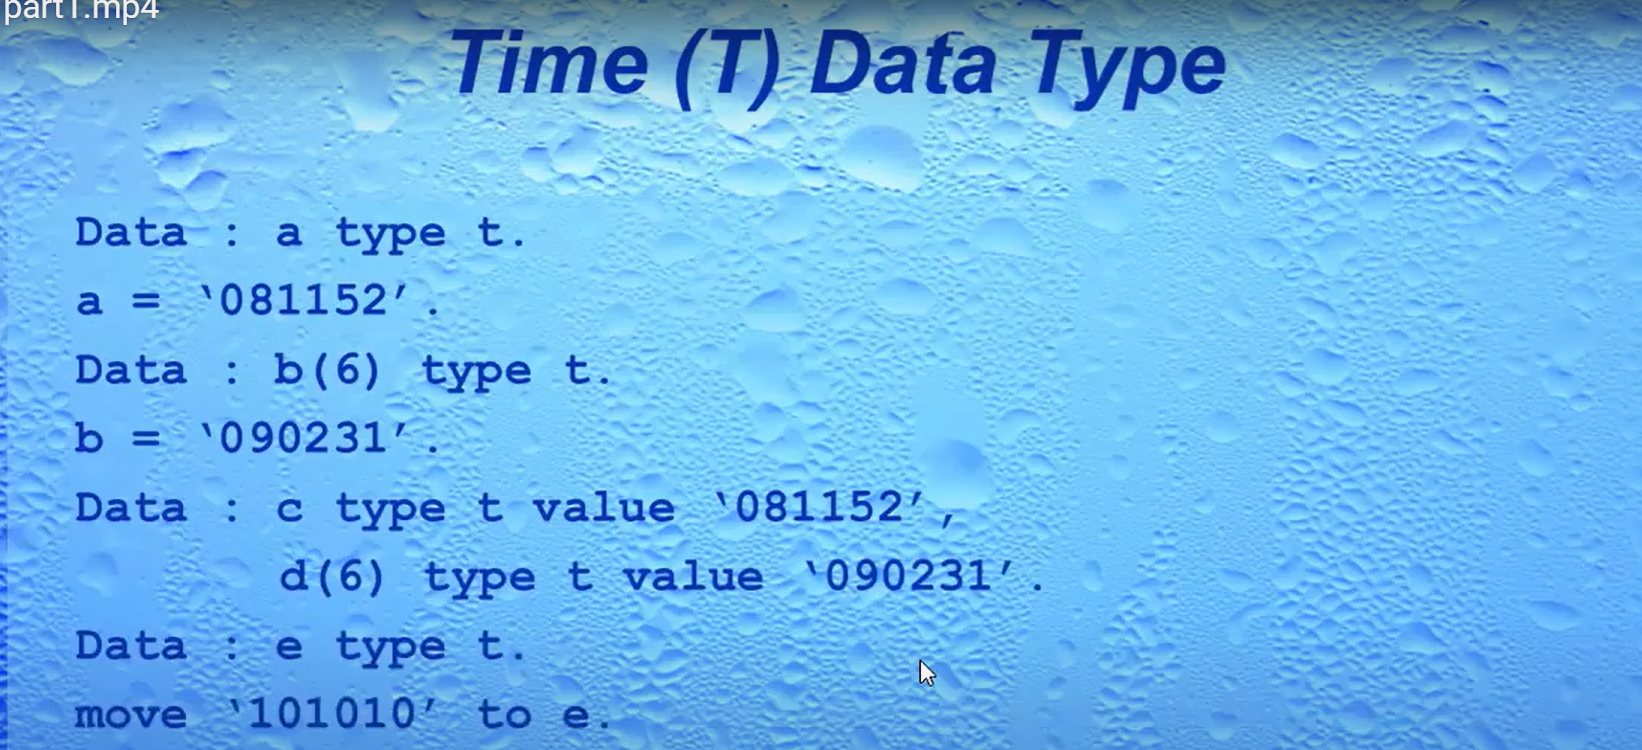 part1.mp4
Time (T) Data Type
Data : a type t.
a = ‘081152’.
Data : b(6) type t.
b = ‘090231’.
Data : c type t value ‘081152’,
d(6) type t value ‘090231’.
Data : e type t.
move ‘101010’ to e.